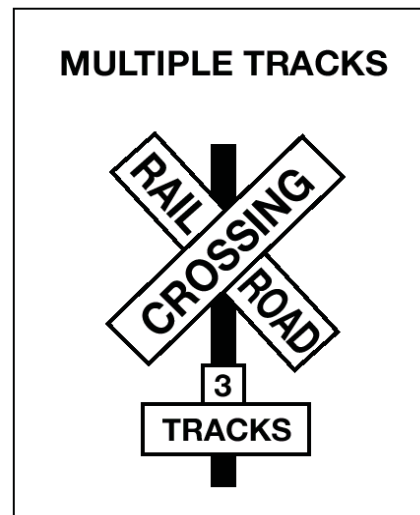 MULTIPLE TRACKS
RAIL ROAD
CROSSING
3
TRACKS